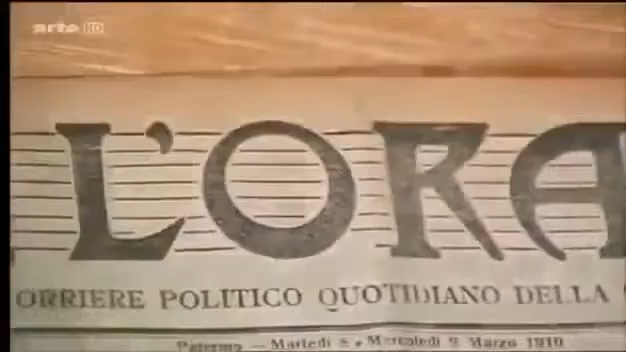 arte HD
L'ORA
ORRIERE POLITICO QUOTIDIANO DELLA
Palermo - Martedì 8 - Mercoledì 9 Marzo 1910